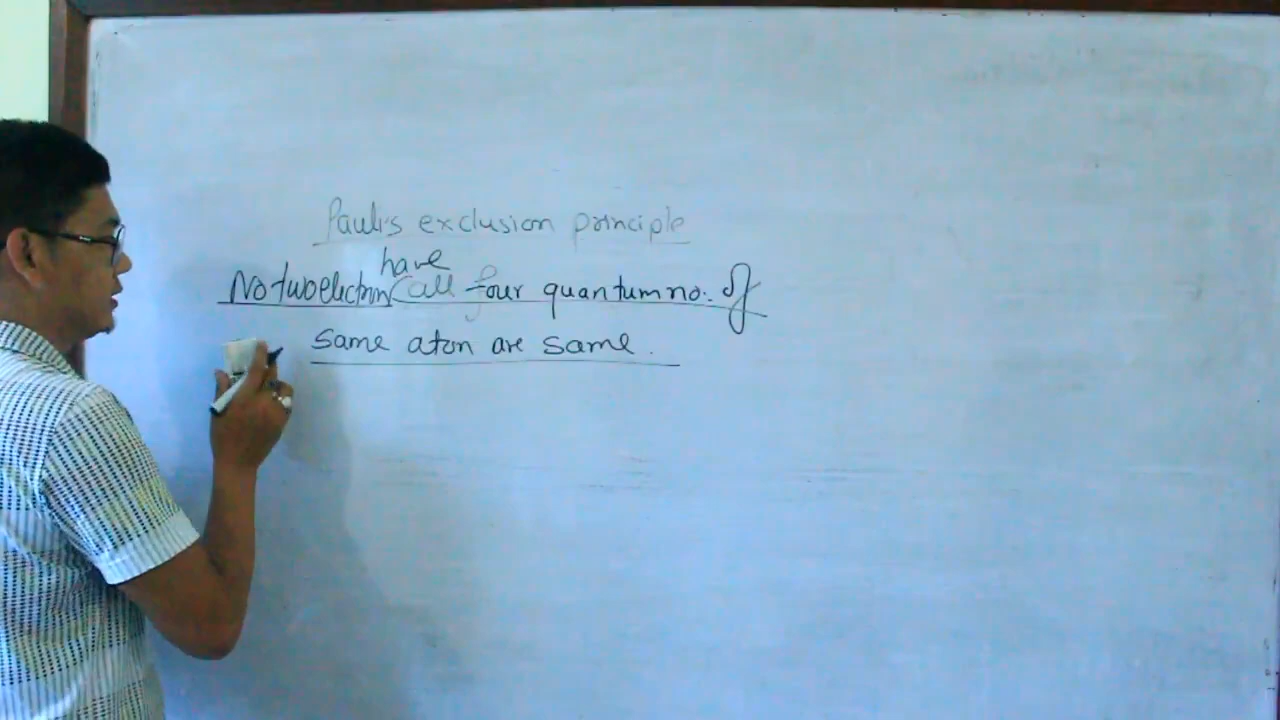 Pauli's exclusion principle
have
No two electron all four quantum no. of
same atom are same.